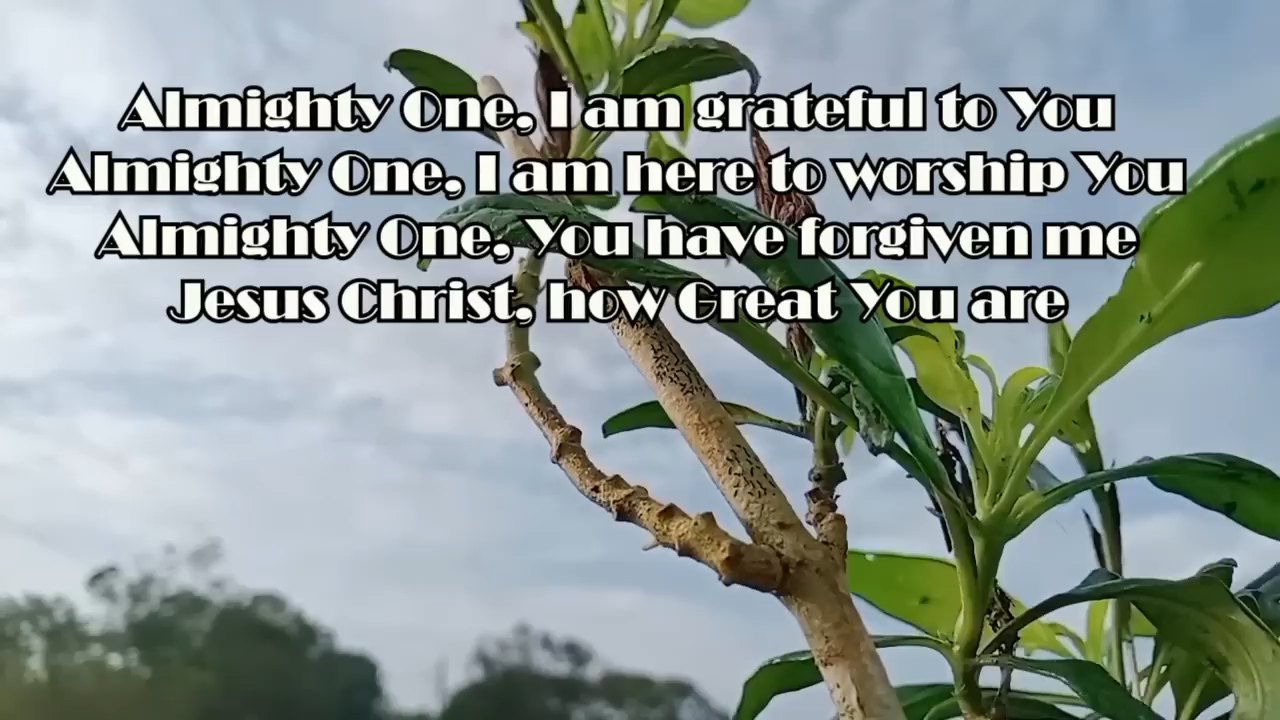 Almighty One, I am grateful to You
Almighty One, I am here to worship You
Almighty One, You have forgiven me
Jesus Christ, how Great You are